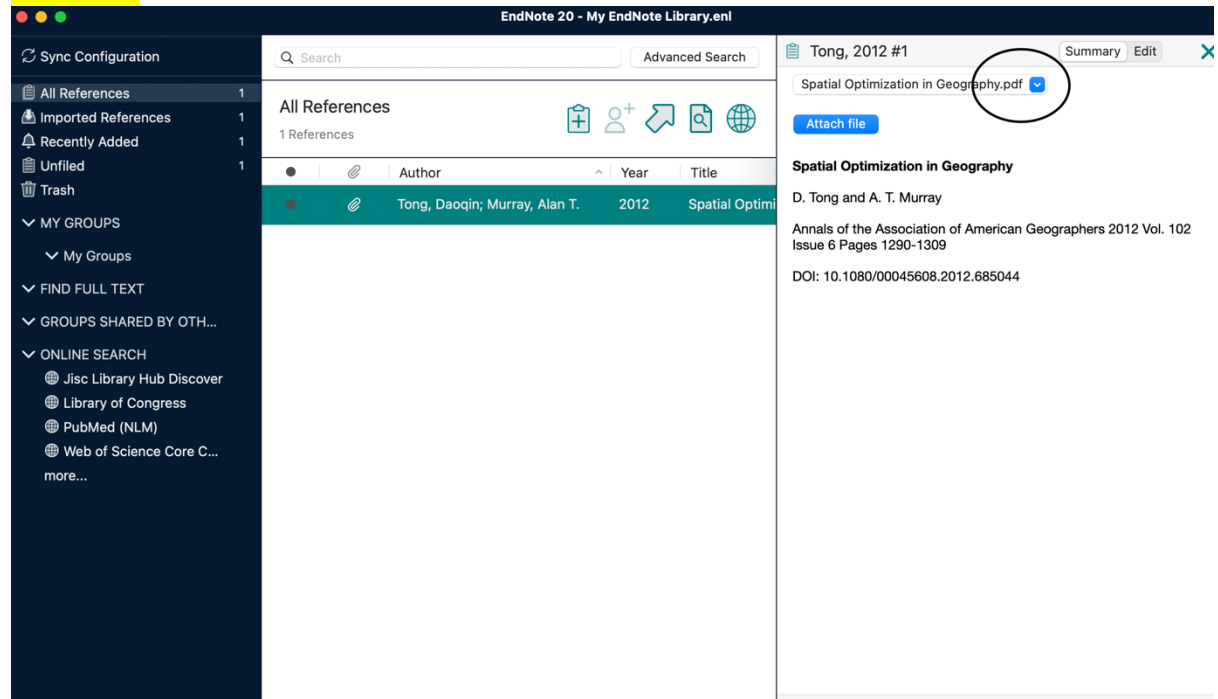 EndNote 20 - My EndNote Library.enl
Sync Configuration
All References 1
Imported References 1
Recently Added 1
Unfiled 1
Trash
MY GROUPS
My Groups
FIND FULL TEXT
GROUPS SHARED BY OTH...
ONLINE SEARCH
Jisc Library Hub Discover
Library of Congress
PubMed (NLM)
Web of Science Core C...
more...
Search
Advanced Search
All References
1 References
Author Year Title
Tong, Daoqin; Murray, Alan T. 2012 Spatial Optimi
Tong, 2012 #1
Summary Edit
Spatial Optimization in Geography.pdf
Attach file
Spatial Optimization in Geography
D. Tong and A. T. Murray
Annals of the Association of American Geographers 2012 Vol. 102
Issue 6 Pages 1290-1309
DOI: 10.1080/00045608.2012.685044